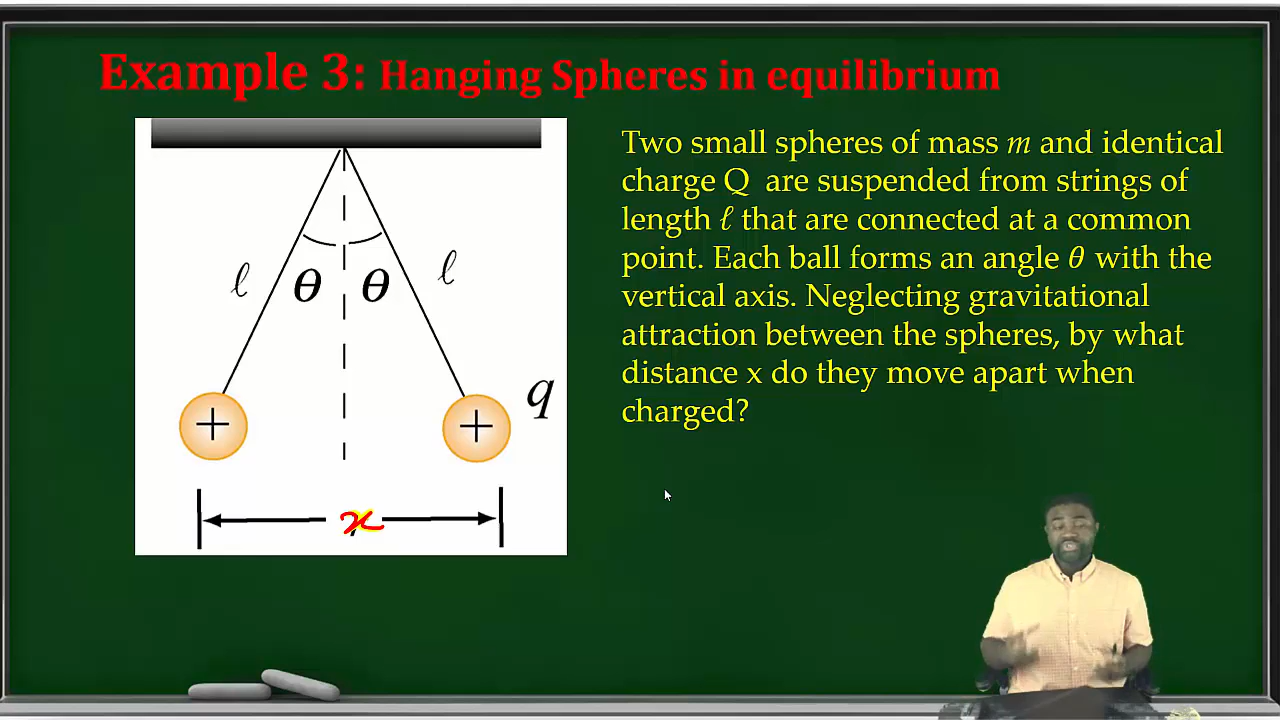 Example 3: Hanging Spheres in equilibrium
Two small spheres of mass m and identical
charge Q are suspended from strings of
length ℓ that are connected at a common
point. Each ball forms an angle θ with the
vertical axis. Neglecting gravitational
attraction between the spheres, by what
distance x do they move apart when
charged?
ℓ θ θ ℓ
q
+ +
x